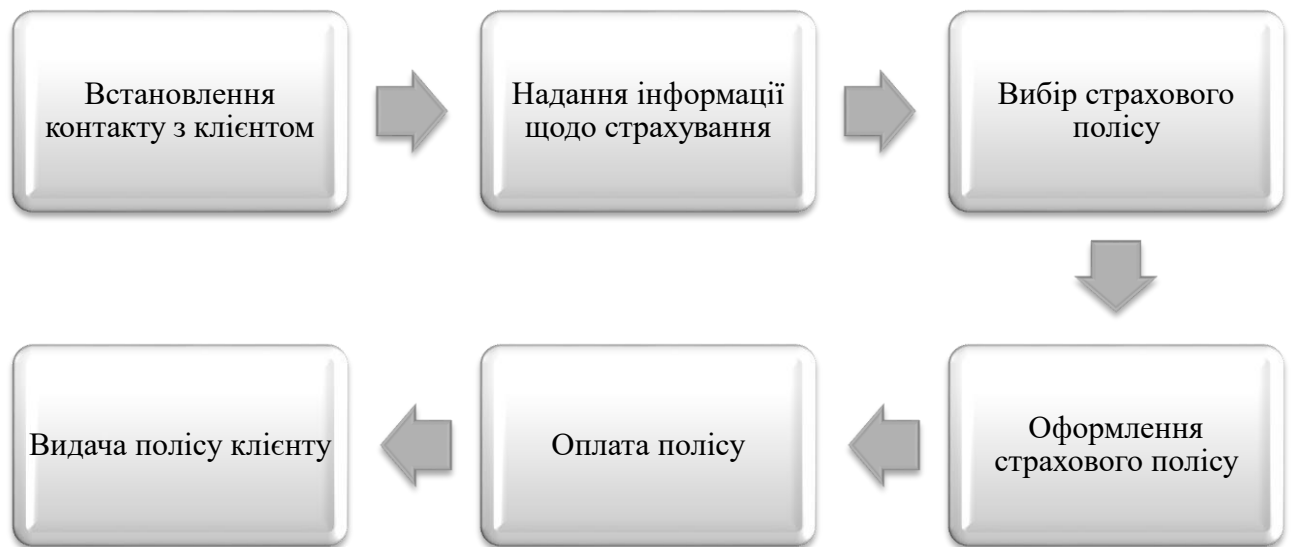 Встановлення
контакту з клієнтом
Надання інформації
щодо страхування
Вибір страхового
полісу
Оформлення
страхового полісу
Оплата полісу
Видача полісу клієнту